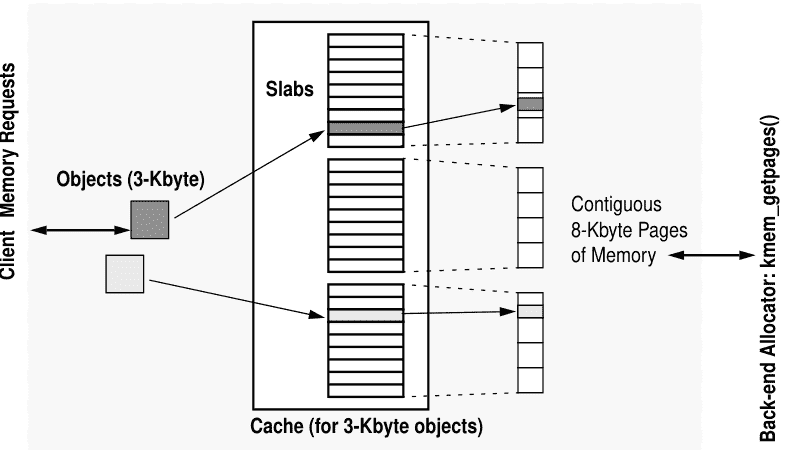 Client Memory Requests
Slabs
Objects (3-Kbyte)
Contiguous
8-Kbyte Pages
of Memory
Cache (for 3-Kbyte objects)
Back-end Allocator: kmem_getpages()